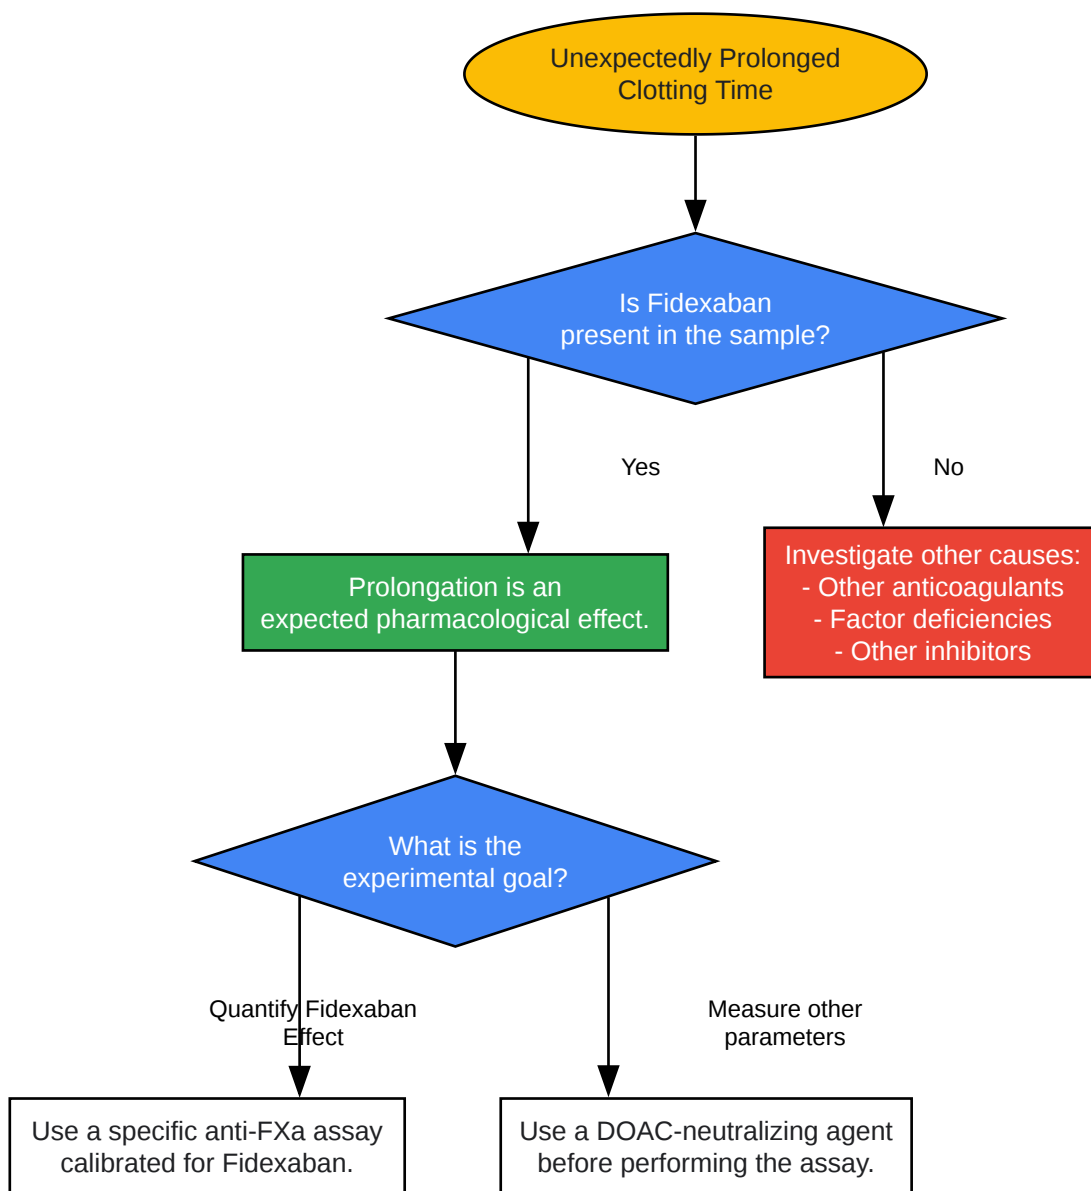 Unexpectedly Prolonged
Clotting Time
Is Fidexaban
present in the sample?
Yes
No
Prolongation is an
expected pharmacological effect.
Investigate other causes:
- Other anticoagulants
- Factor deficiencies
- Other inhibitors
What is the
experimental goal?
Quantify Fidexaban
Effect
Measure other
parameters
Use a specific anti-FXa assay
calibrated for Fidexaban.
Use a DOAC-neutralizing agent
before performing the assay.